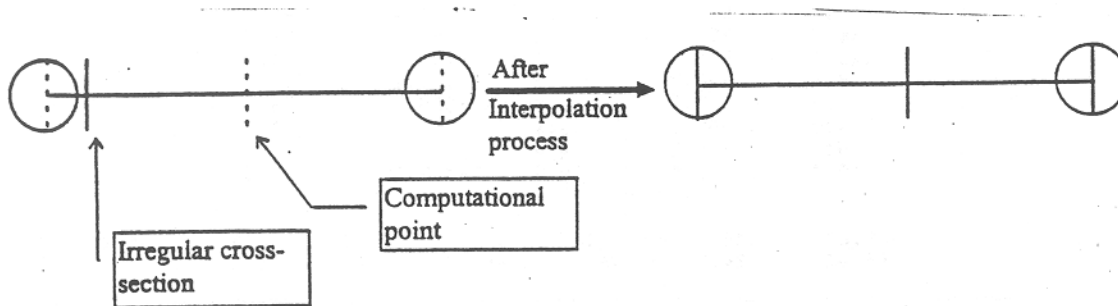 After
Interpolation
process
Computational
point
Irregular cross-
section